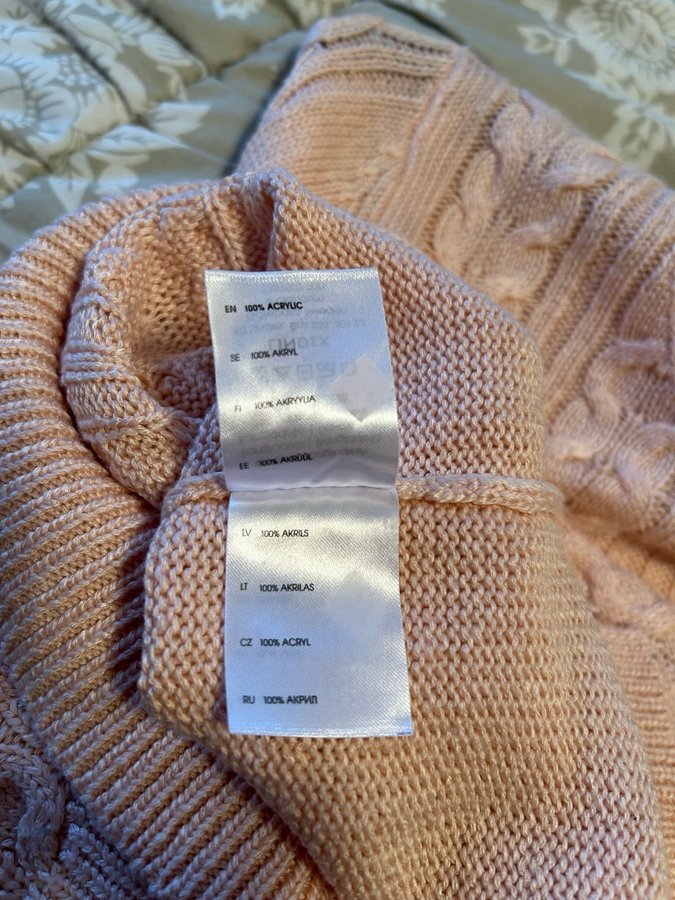 EN 100% ACRYLIC
SE 100% AKRYL
FI 100% AKRYYLIA
EE 100% AKRÜÜL
LV 100% AKRILS
LT 100% AKRILAS
CZ 100% ACRYL
RU 100% АКРИЛ
LINDEX